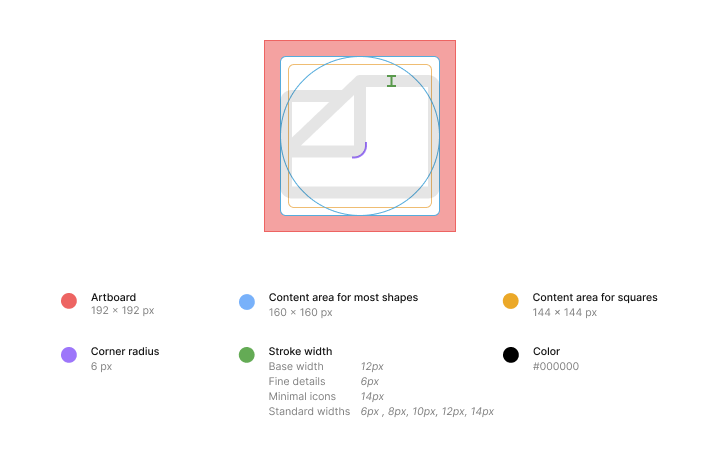 Artboard
192 × 192 px
Content area for most shapes
160 × 160 px
Content area for squares
144 × 144 px
Corner radius
6 px
Stroke width
Base width 12px
Fine details 6px
Minimal icons 14px
Standard widths 6px , 8px, 10px, 12px, 14px
Color
#000000